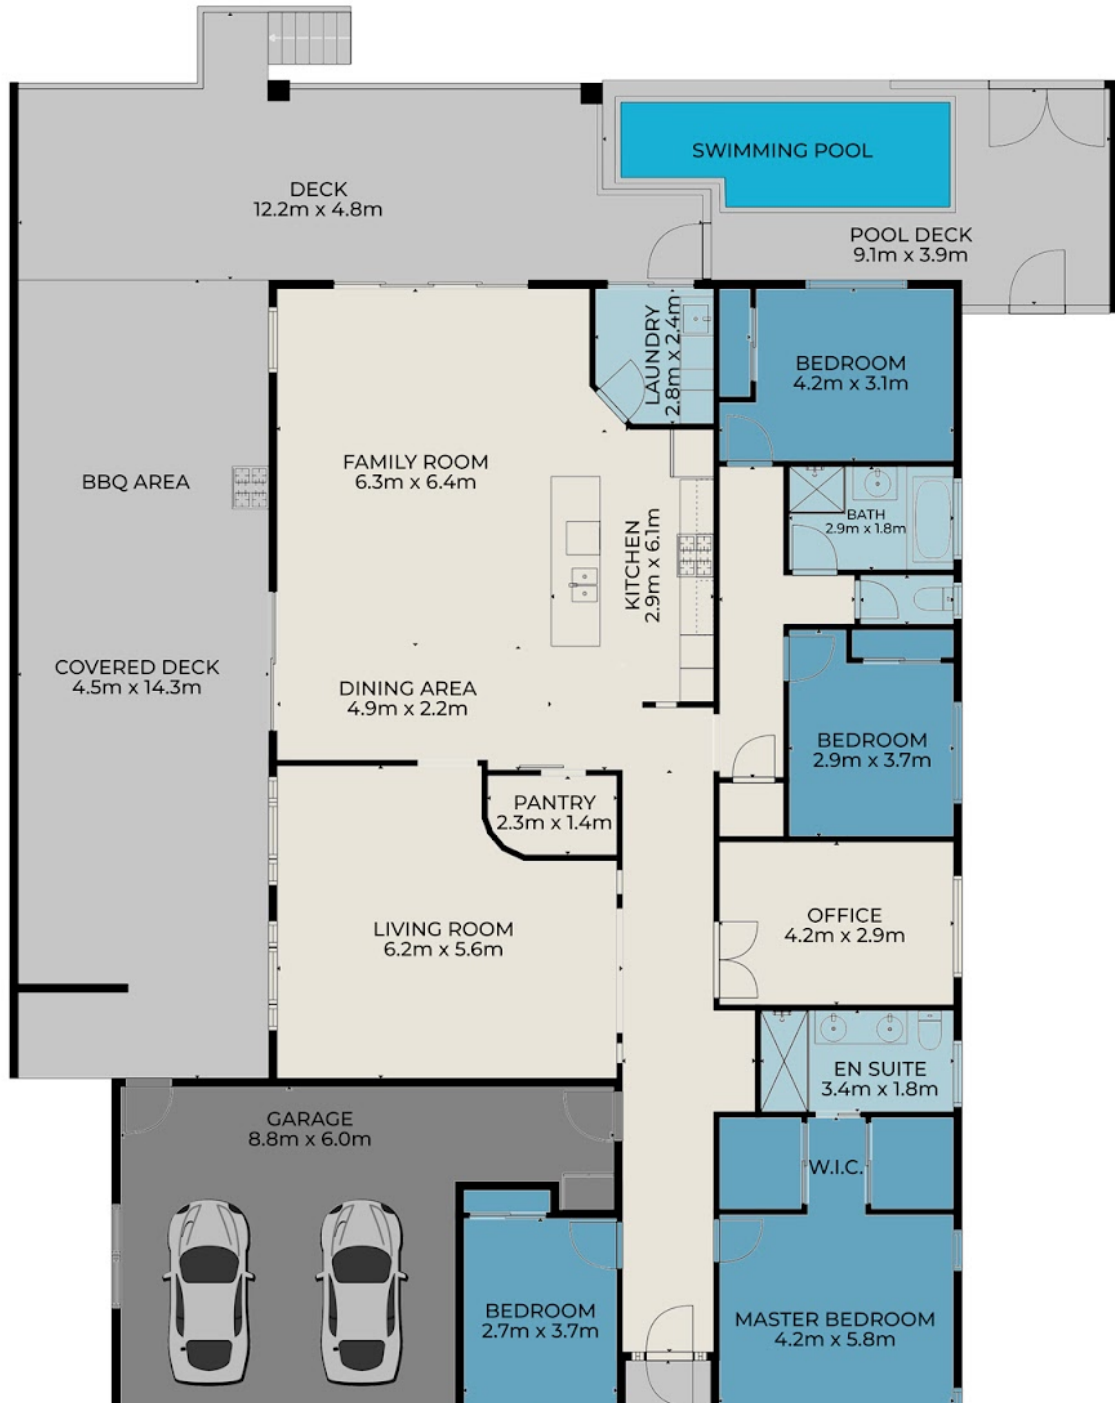 SWIMMING POOL
DECK
12.2m x 4.8m
POOL DECK
9.1m x 3.9m
LAUNDRY
2.8m x 2.4m
BEDROOM
4.2m x 3.1m
FAMILY ROOM
6.3m x 6.4m
BBQ AREA
BATH
2.9m x 1.8m
KITCHEN
2.9m x 6.1m
COVERED DECK
4.5m x 14.3m
DINING AREA
4.9m x 2.2m
BEDROOM
2.9m x 3.7m
PANTRY
2.3m x 1.4m
OFFICE
4.2m x 2.9m
LIVING ROOM
6.2m x 5.6m
EN SUITE
3.4m x 1.8m
GARAGE
8.8m x 6.0m
W.I.C.
BEDROOM
2.7m x 3.7m
MASTER BEDROOM
4.2m x 5.8m